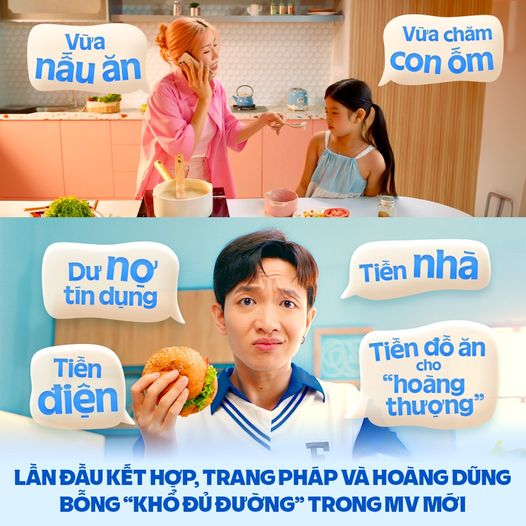 Vừa
nấu ăn
Vừa chăm
con ốm
Dư nợ
tín dụng
Tiền nhà
Tiền
điện
Tiền đồ ăn
cho
“hoàng
thượng”
LẦN ĐẦU KẾT HỢP, TRANG PHÁP VÀ HOÀNG DŨNG
BỖNG “KHỔ ĐỦ ĐƯỜNG” TRONG MV MỚI